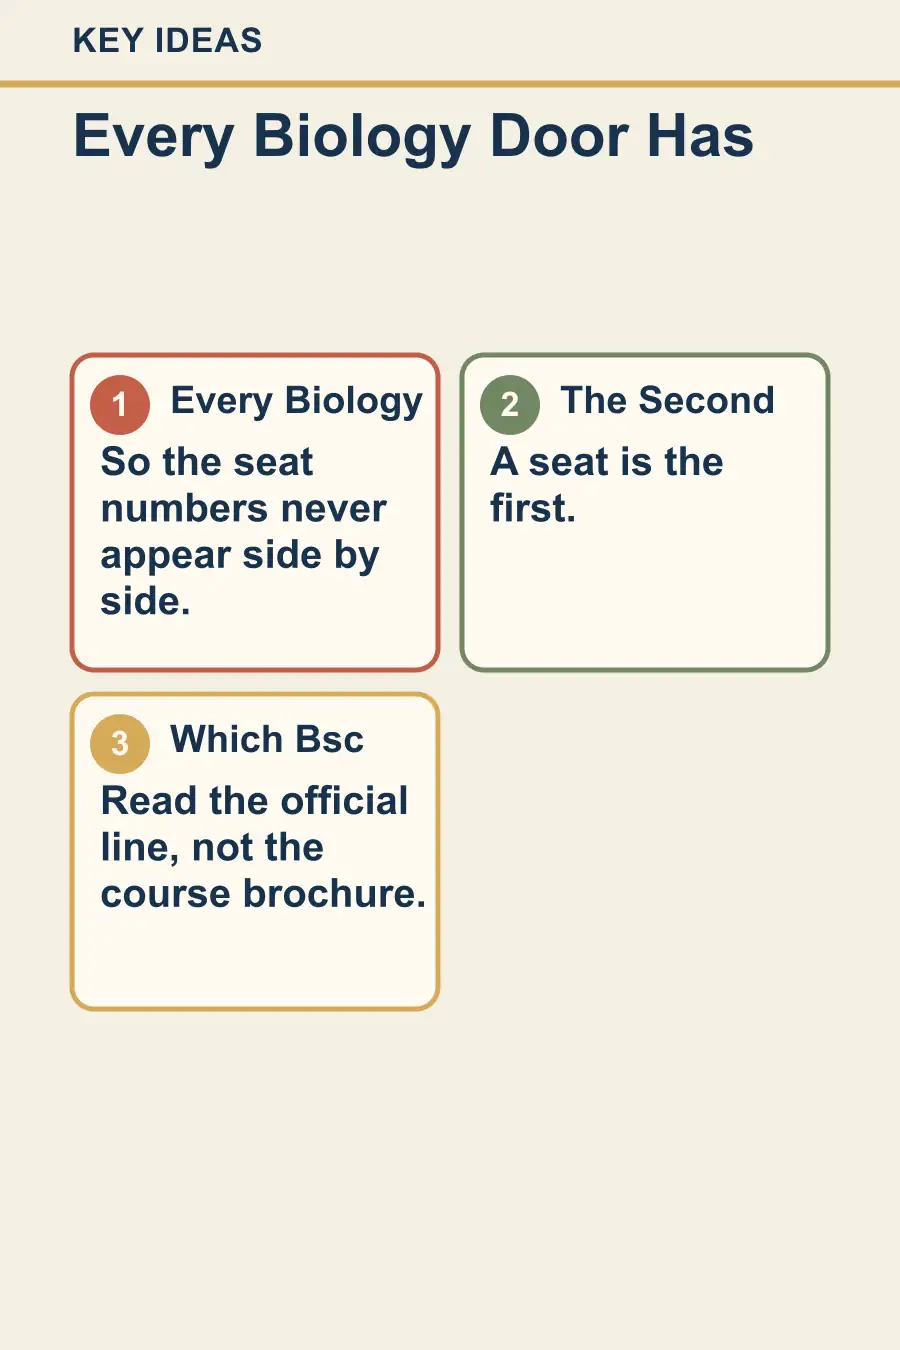 KEY IDEAS
Every Biology Door Has
1
Every Biology
So the seat
numbers never
appear side by
side.
2
The Second
A seat is the
first.
3
Which Bsc
Read the official
line, not the
course brochure.